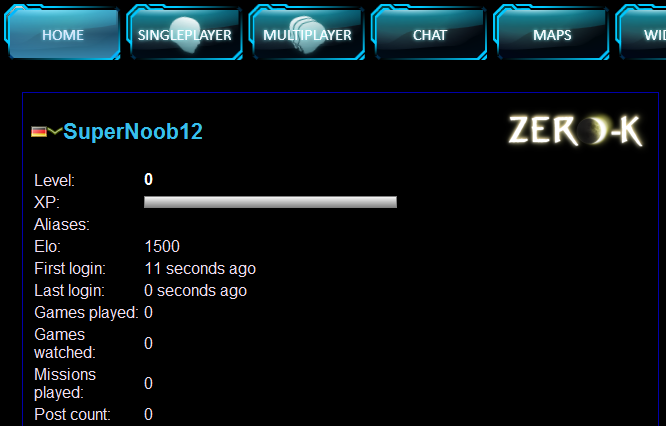 HOME SINGLEPLAYER MULTIPLAYER CHAT MAPS WI
SuperNoob12 ZERO-K
Level: 0
XP:
Aliases:
Elo: 1500
First login: 11 seconds ago
Last login: 0 seconds ago
Games played: 0
Games
watched: 0
Missions
played: 0
Post count: 0